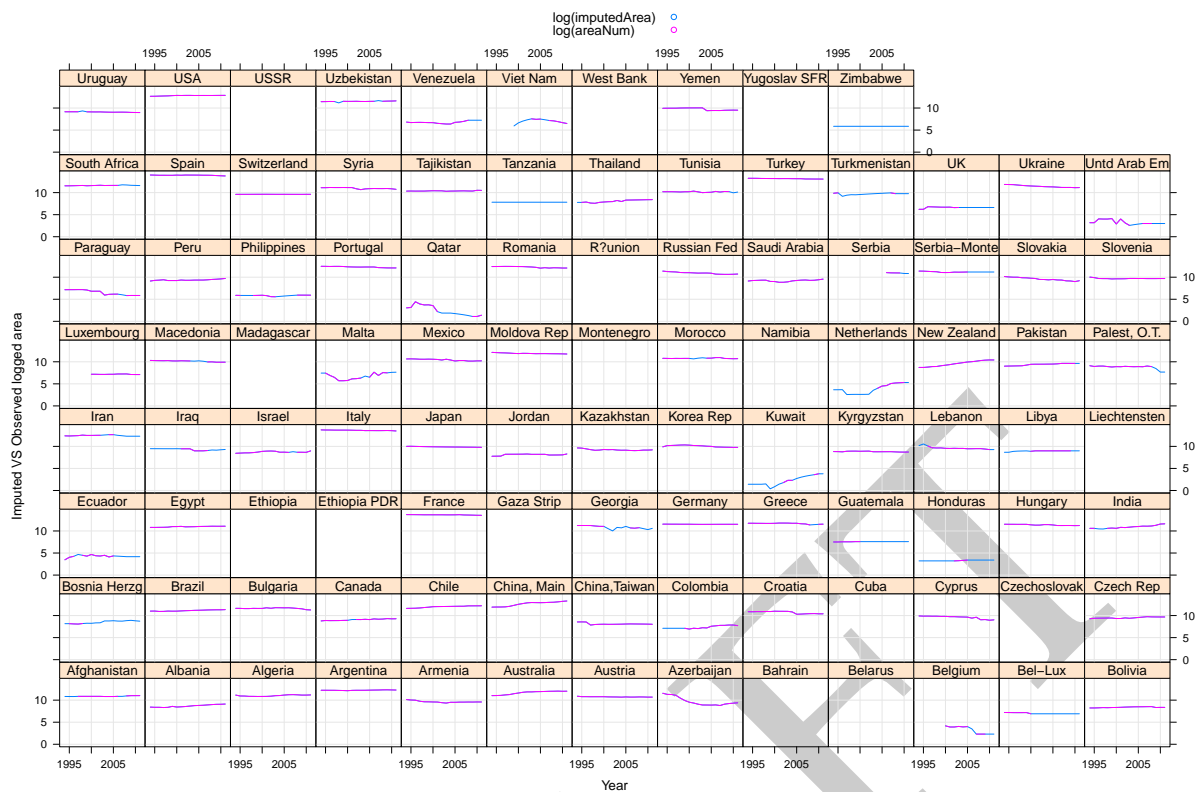 log(imputedArea)
log(areaNum)
1995 2005 1995 2005 1995 2005 1995 2005 1995 2005
Uruguay USA USSR Uzbekistan Venezuela Viet Nam West Bank Yemen Yugoslav SFR Zimbabwe
10
5
0
South Africa Spain Switzerland Syria Tajikistan Tanzania Thailand Tunisia Turkey Turkmenistan UK Ukraine Untd Arab Em
10
5
0
Paraguay Peru Philippines Portugal Qatar Romania R?union Russian Fed Saudi Arabia Serbia Serbia−Monte Slovakia Slovenia
10
5
0
Luxembourg Macedonia Madagascar Malta Mexico Moldova Rep Montenegro Morocco Namibia Netherlands New Zealand Pakistan Palest, O.T.
10
5
0
Iran Iraq Israel Italy Japan Jordan Kazakhstan Korea Rep Kuwait Kyrgyzstan Lebanon Libya Liechtensten
10
5
0
Ecuador Egypt Ethiopia Ethiopia PDR France Gaza Strip Georgia Germany Greece Guatemala Honduras Hungary India
10
5
0
Bosnia Herzg Brazil Bulgaria Canada Chile China, Main China,Taiwan Colombia Croatia Cuba Cyprus Czechoslovak Czech Rep
10
5
0
Afghanistan Albania Algeria Argentina Armenia Australia Austria Azerbaijan Bahrain Belarus Belgium Bel−Lux Bolivia
10
5
0
1995 2005 1995 2005 1995 2005 1995 2005 1995 2005 1995 2005 1995 2005
Year
Imputed VS Observed logged area